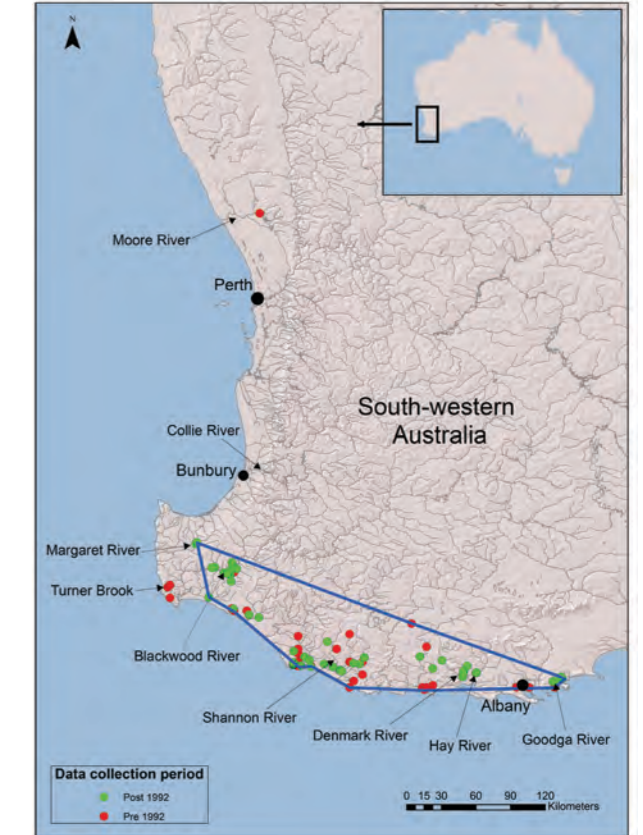 N
Moore River
Perth
South-western
Australia
Collie River
Bunbury
Margaret River
Turner Brook
Blackwood River
Shannon River
Denmark River
Albany
Hay River
Goodga River
Data collection period
Post 1992
Pre 1992
0 15 30 60 90 120
Kilometers